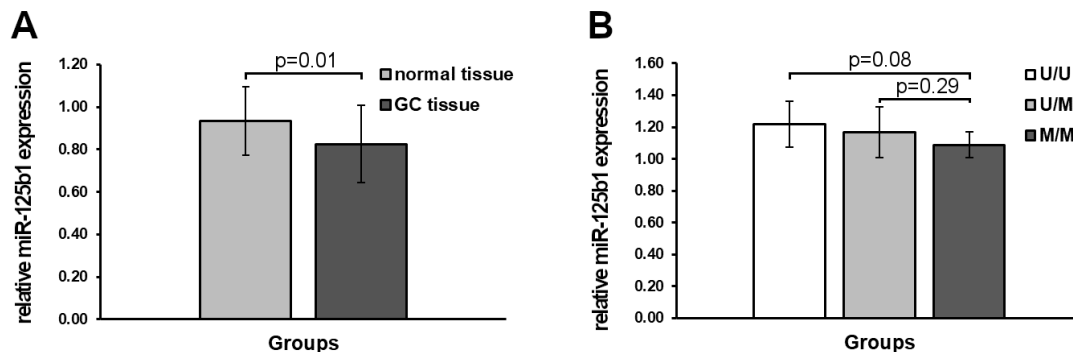 A
relative miR-125b1 expression
1.20
1.00
0.80
0.60
0.40
0.20
0.00
p=0.01
normal tissue
GC tissue
Groups
B
relative miR-125b1 expression
1.60
1.40
1.20
1.00
0.80
0.60
0.40
0.20
0.00
p=0.08
p=0.29
U/U
U/M
M/M
Groups